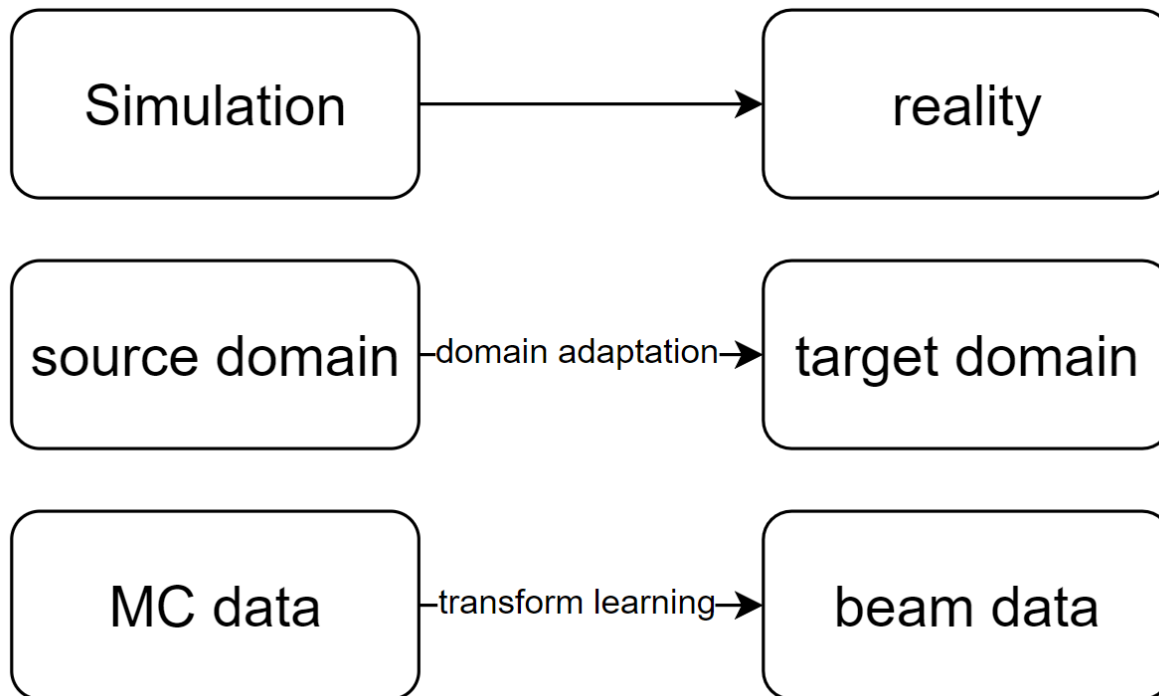 Simulation
reality
source domain
domain adaptation
target domain
MC data
transform learning
beam data